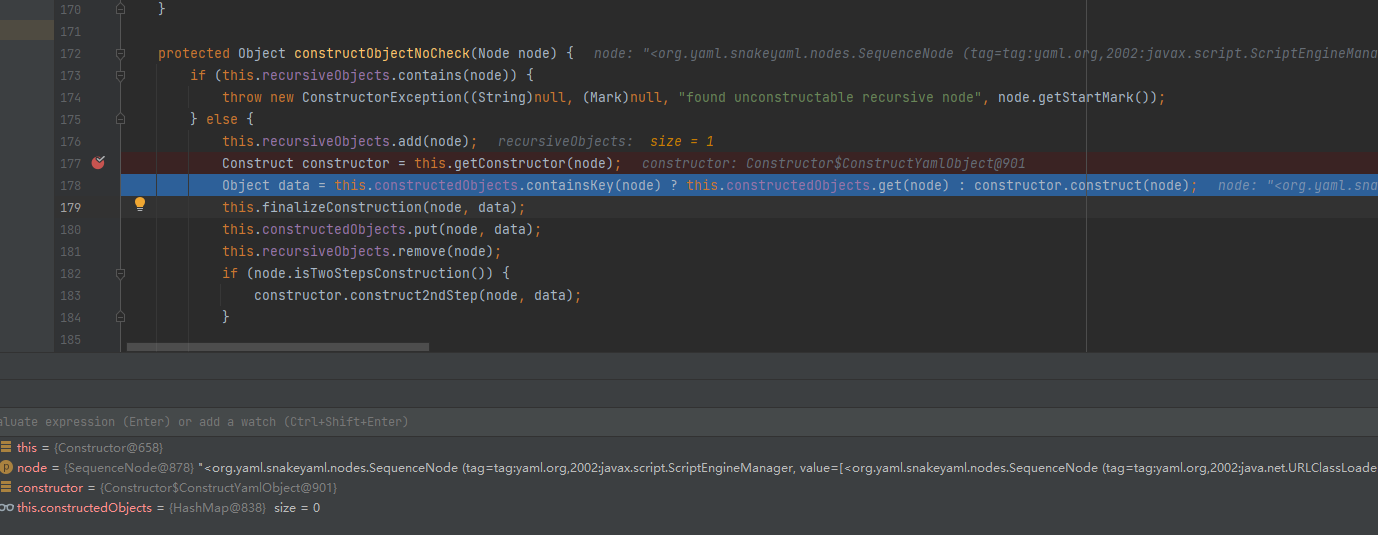 170 }
171
172 protected Object constructObjectNoCheck(Node node) { node: "<org.yaml.snakeyaml.nodes.SequenceNode (tag=tag:yaml.org,2002:javax.script.ScriptEngineMana
173 if (this.recursiveObjects.contains(node)) {
174 throw new ConstructorException((String)null, (Mark)null, "found unconstructable recursive node", node.getStartMark());
175 } else {
176 this.recursiveObjects.add(node); recursiveObjects: size = 1
177 Construct constructor = this.getConstructor(node); constructor: Constructor$ConstructYamlObject@901
178 Object data = this.constructedObjects.containsKey(node) ? this.constructedObjects.get(node) : constructor.construct(node); node: "<org.yaml.sna
179 this.finalizeConstruction(node, data);
180 this.constructedObjects.put(node, data);
181 this.recursiveObjects.remove(node);
182 if (node.isTwoStepsConstruction()) {
183 constructor.construct2ndStep(node, data);
184 }
185
aluate expression (Enter) or add a watch (Ctrl+Shift+Enter)
this = {Constructor@658}
p node = {SequenceNode@878} "<org.yaml.snakeyaml.nodes.SequenceNode (tag=tag:yaml.org,2002:javax.script.ScriptEngineManager, value=[<org.yaml.snakeyaml.nodes.SequenceNode (tag=tag:yaml.org,2002:java.net.URLClassLoade
constructor = {Constructor$ConstructYamlObject@901}
this.constructedObjects = {HashMap@838} size = 0